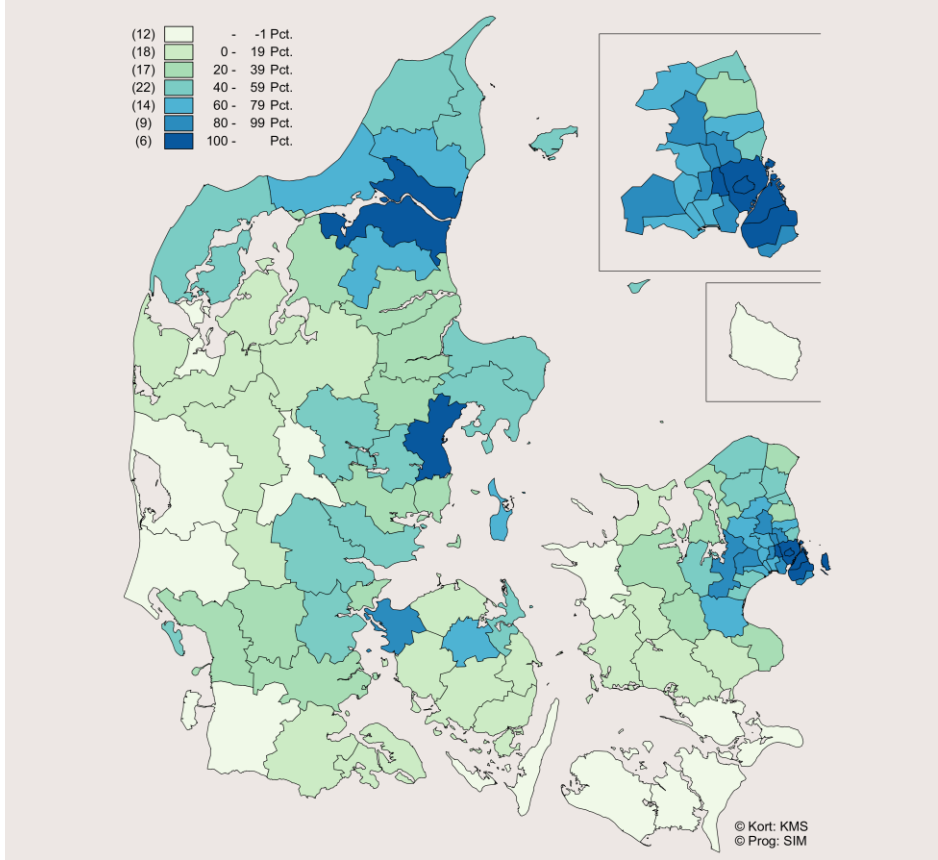 (12) - -1 Pct.
(18) 0 - 19 Pct.
(17) 20 - 39 Pct.
(22) 40 - 59 Pct.
(14) 60 - 79 Pct.
(9) 80 - 99 Pct.
(6) 100 - Pct.
© Kort: KMS
© Prog: SIM